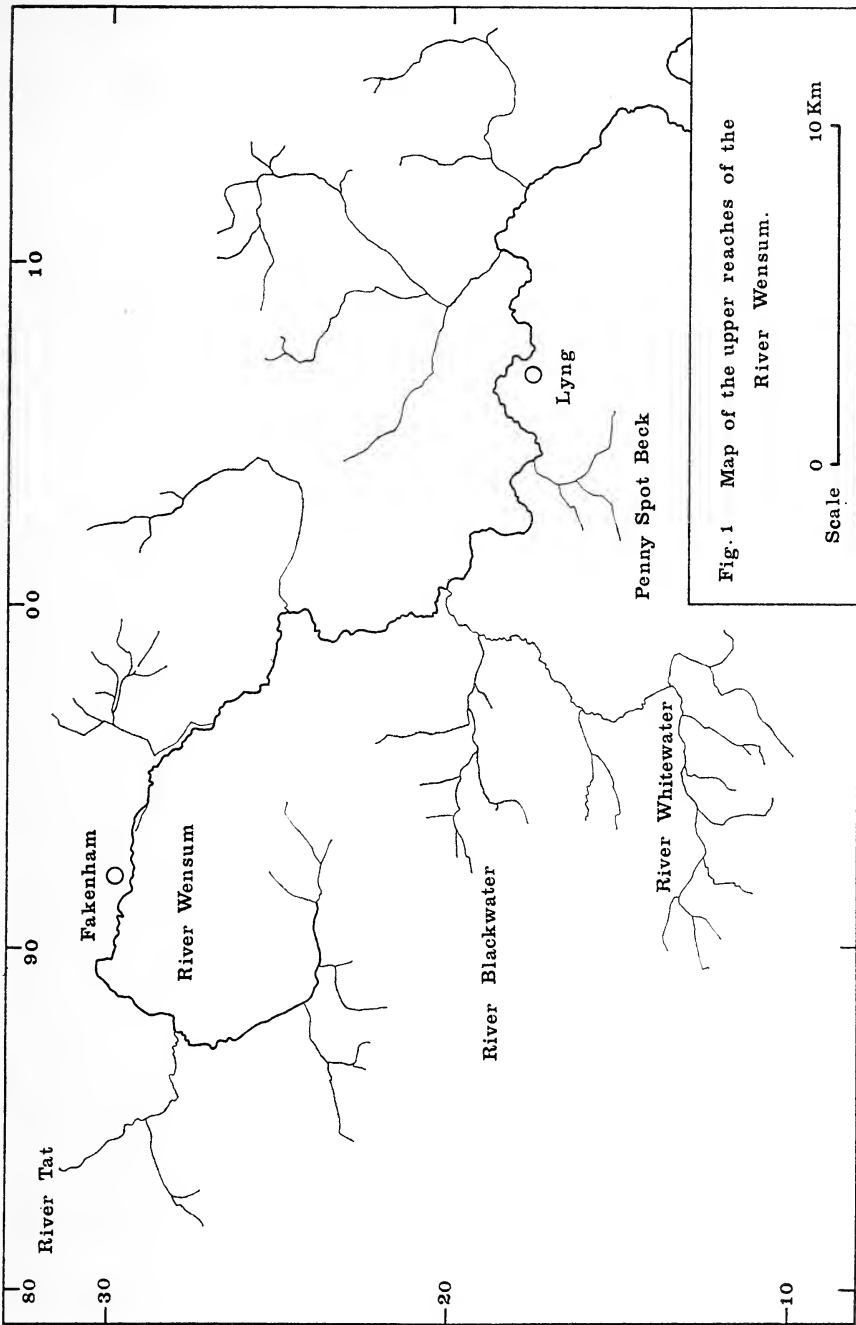 80
90
00
10
30
20
10
River Tat
Fakenham
River Wensum
River Blackwater
River Whitewater
Penny Spot Beck
Lyng
Fig. 1 Map of the upper reaches of the
River Wensum.
Scale
0
10 Km